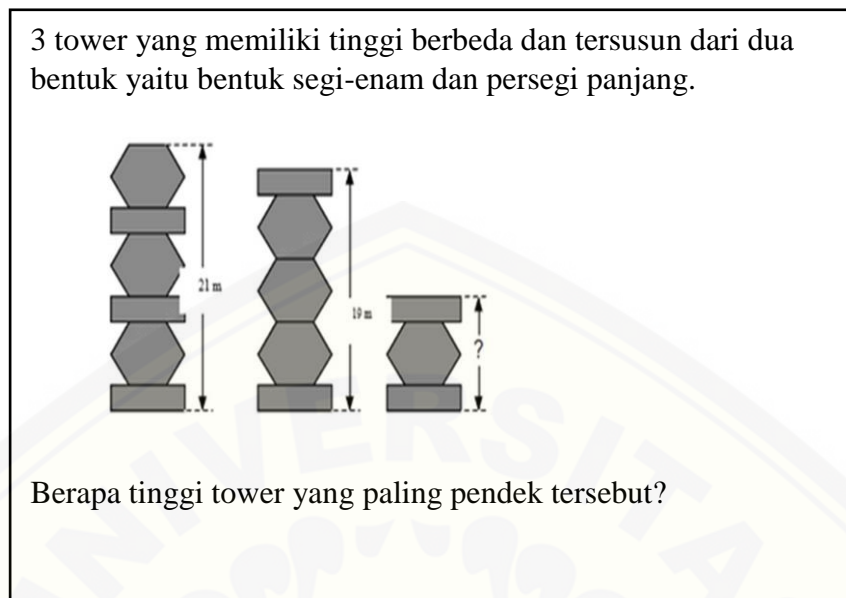 3 tower yang memiliki tinggi berbeda dan tersusun dari dua
bentuk yaitu bentuk segi-enam dan persegi panjang.
21 m
19 m
?
Berapa tinggi tower yang paling pendek tersebut?
NIVERSITA